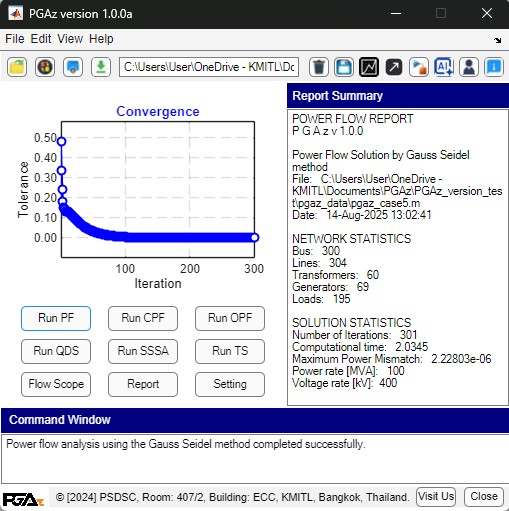 PGAz version 1.0.0a
File Edit View Help
C:\Users\User\OneDrive - KMITL\Dc
Convergence
0.50
0.40
0.30
0.20
0.10
0.00
Tolerance
100
200
300
Iteration
Run PF
Run CPF
Run OPF
Run QDS
Run SSSA
Run TS
Flow Scope
Report
Setting
Report Summary
POWER FLOW REPORT
P G A z v 1.0.0
Power Flow Solution by Gauss Seidel
method
File: C:\Users\User\OneDrive -
KMITL\Documents\PGAz\PGAz_version_tes
t\pgaz_data\pgaz_case5.m
Date: 14-Aug-2025 13:02:41
NETWORK STATISTICS
Bus: 300
Lines: 304
Transformers: 60
Generators: 69
Loads: 195
SOLUTION STATISTICS
Number of Iterations: 301
Computational time: 2.0345
Maximum Power Mismatch: 2.22803e-06
Power rate [MVA]: 100
Voltage rate [kV]: 400
Command Window
Power flow analysis using the Gauss Seidel method completed successfully.
PGAz
© [2024] PSDSC, Room: 407/2, Building: ECC, KMITL, Bangkok, Thailand.
Visit Us
Close